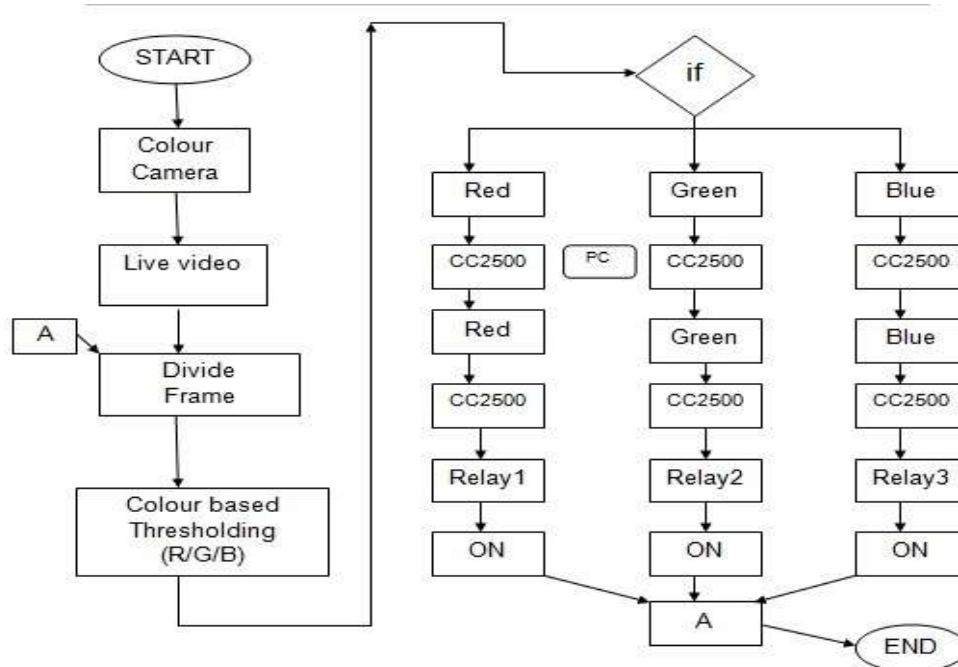 START
Colour
Camera
Live video
A
Divide
Frame
Colour based
Thresholding
(R/G/B)
if
Red
Green
Blue
CC2500
PC
CC2500
CC2500
Red
Green
Blue
CC2500
CC2500
CC2500
Relay1
Relay2
Relay3
ON
ON
ON
A
END